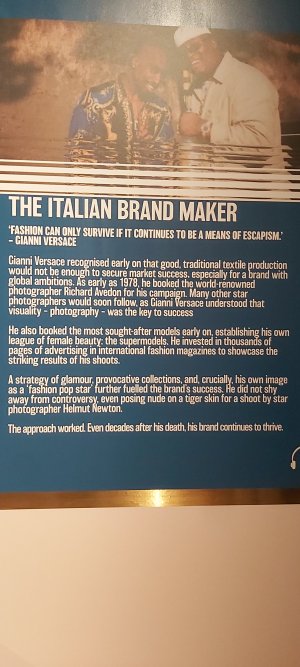 THE ITALIAN BRAND MAKER
'FASHION CAN ONLY SURVIVE IF IT CONTINUES TO BE A MEANS OF ESCAPISM.'
– GIANNI VERSACE
Gianni Versace recognised early on that good, traditional textile production
would not be enough to secure market success, especially for a brand with
global ambitions. As early as 1978, he booked the world-renowned
photographer Richard Avedon for his campaign. Many other star
photographers would soon follow, as Gianni Versace understood that
visuality – photography – was the key to success
He also booked the most sought-after models early on, establishing his own
league of female beauty: the supermodels. He invested in thousands of
pages of advertising in international fashion magazines to showcase the
striking results of his shoots.
A strategy of glamour, provocative collections, and, crucially, his own image
as a 'fashion pop star' further fuelled the brand's success. He did not shy
away from controversy, even posing nude on a tiger skin for a shoot by star
photographer Helmut Newton.
The approach worked. Even decades after his death, his brand continues to thrive.